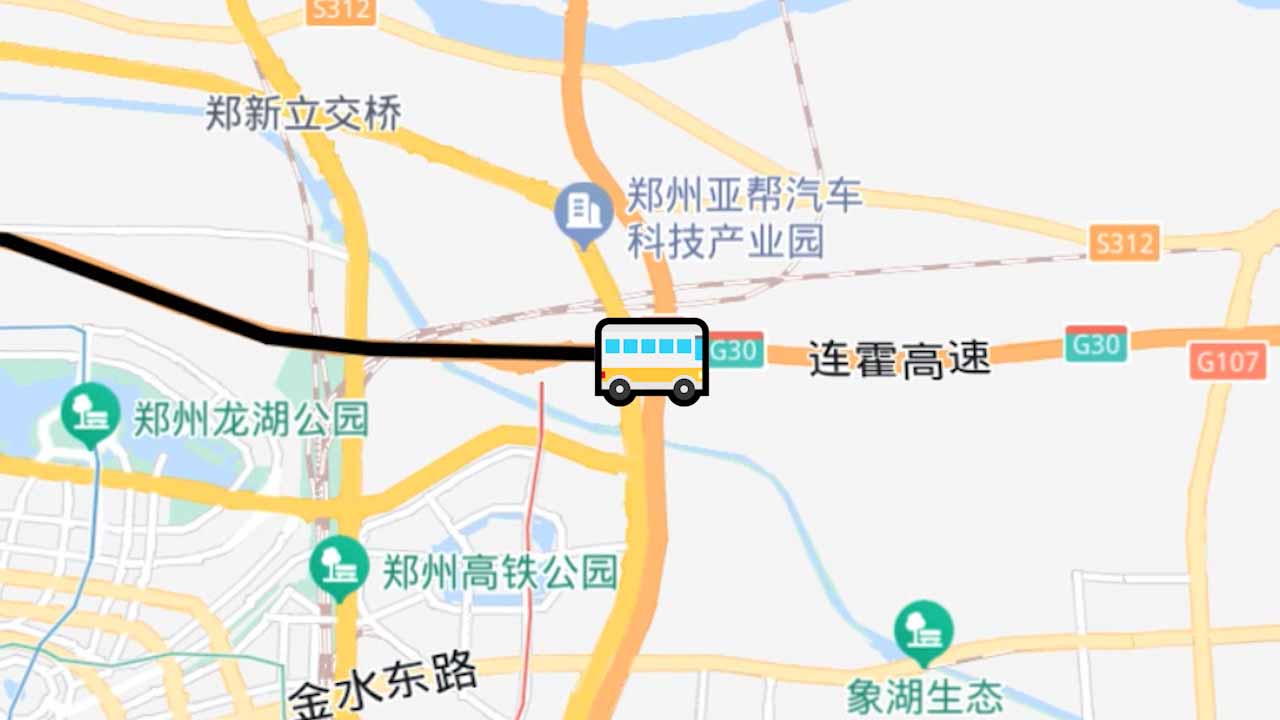 S312
郑新立交桥
郑州亚帮汽车
科技产业园
S312
G30
连霍高速
G30
G107
郑州龙湖公园
郑州高铁公园
金水东路
象湖生态